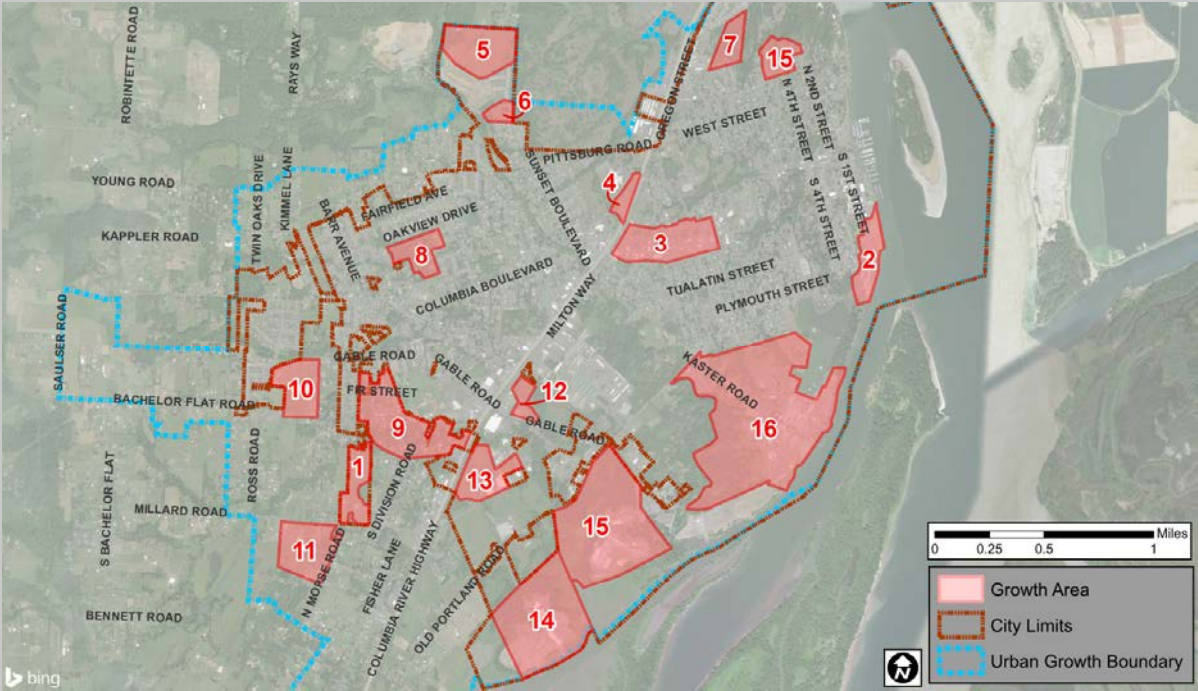 ROBINETTE ROAD
RAYS WAY
5
7
15
6
OREGON STREET
N 2ND STREET
N 4TH STREET
WEST STREET
PITTSBURG ROAD
SUNSET BOULEVARD
YOUNG ROAD
TWIN OAKS DRIVE
KIMMEL LANE
4
S 1ST STREET
S 4TH STREET
BARR AVENUE
FAIRFIELD AVE
OAKVIEW DRIVE
KAPPLER ROAD
8
3
2
COLUMBIA BOULEVARD
TUALATIN STREET
PLYMOUTH STREET
MILTON WAY
SAULSER ROAD
GABLE ROAD
GABLE ROAD
KASTER ROAD
10
FIR STREET
12
BACHELOR FLAT ROAD
9
GABLE ROAD
16
ROSS ROAD
1
S DIVISION ROAD
13
S BACHELOR FLAT
MILLARD ROAD
15
11
N MORSE ROAD
FISHER LANE
COLUMBIA RIVER HIGHWAY
OLD PORTLAND ROAD
14
BENNETT ROAD
Miles
0 0.25 0.5 1
Growth Area
City Limits
Urban Growth Boundary
N
bing